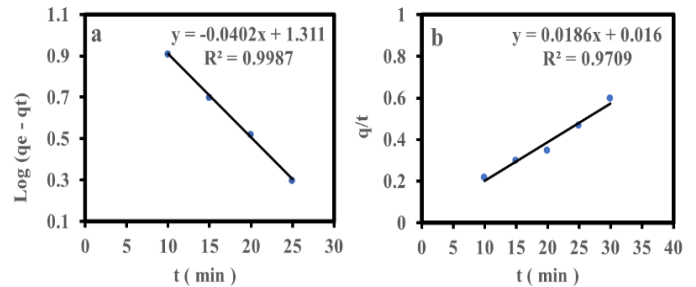 a
y = -0.0402x + 1.311
R² = 0.9987
Log (qe - qt)
1.1
0.9
0.7
0.5
0.3
0.1
0 5 10 15 20 25 30
t ( min )
b
y = 0.0186x + 0.016
R² = 0.9709
q/t
1
0.8
0.6
0.4
0.2
0
0 5 10 15 20 25 30 35 40
t ( min )